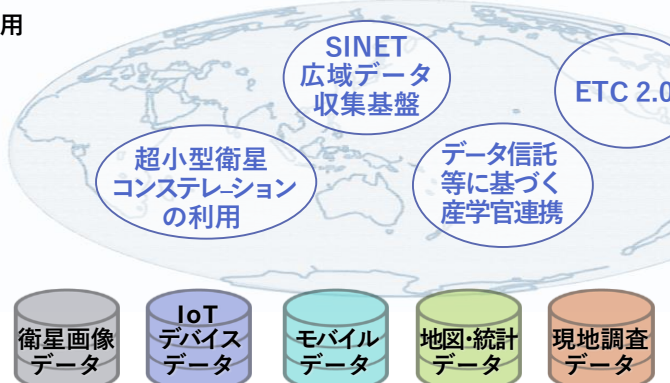 用
SINET
広域データ
収集基盤
ETC 2.0
超小型衛星
コンステレーション
の利用
データ信託
等に基づく
産学官連携
衛星画像
データ
IoT
デバイス
データ
モバイル
データ
地図・統計
データ
現地調査
データ